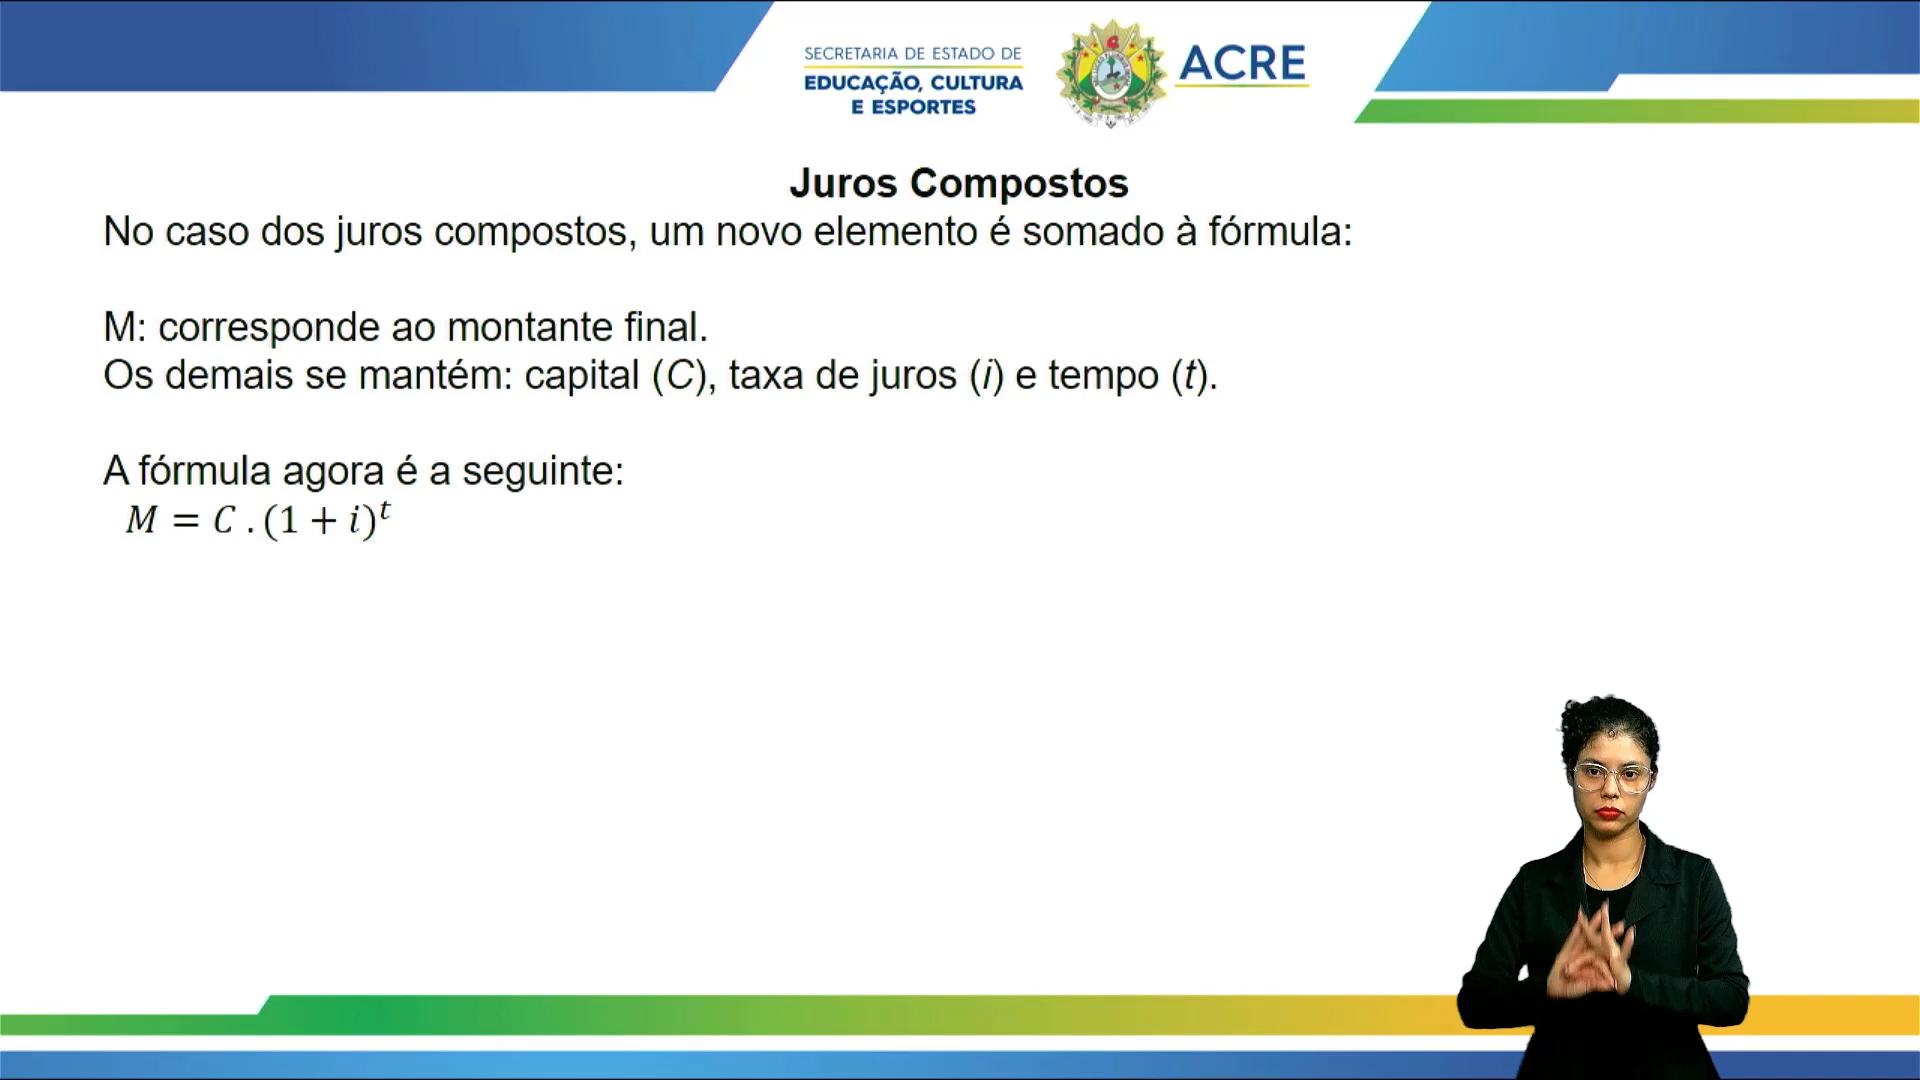 SECRETARIA DE ESTADO DE
EDUCAÇÃO, CULTURA
E ESPORTES
ACRE
Juros Compostos
No caso dos juros compostos, um novo elemento é somado à fórmula:
M: corresponde ao montante final.
Os demais se mantém: capital (C), taxa de juros (i) e tempo (t).
A fórmula agora é a seguinte:
M = C . (1 + i)^t